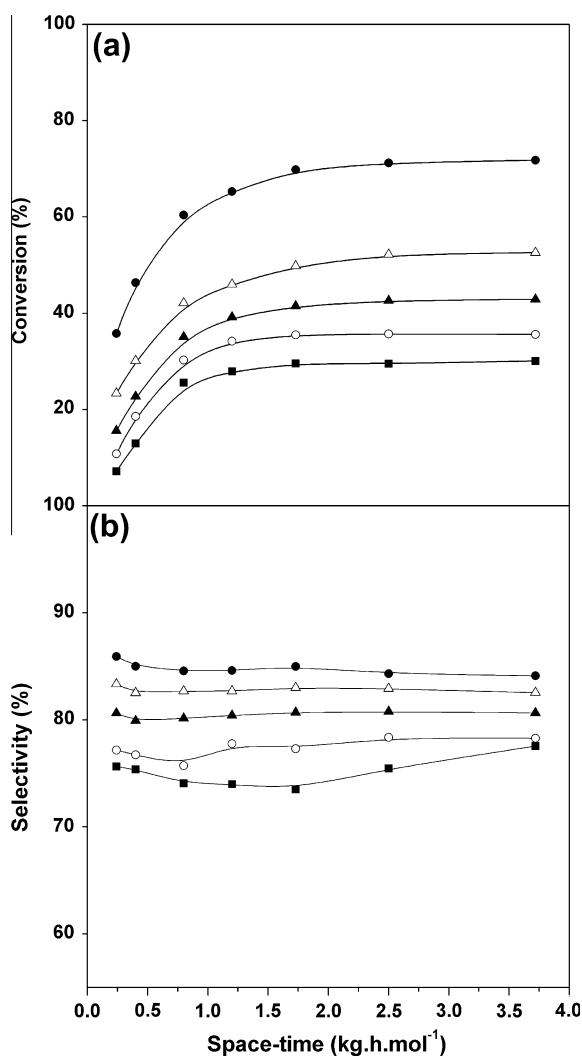 (a)
100
80
60
40
20
Conversion (%)
(b)
100
90
80
70
60
Selectivity (%)
0.0 0.5 1.0 1.5 2.0 2.5 3.0 3.5 4.0
Space-time (kg.h.mol⁻¹)